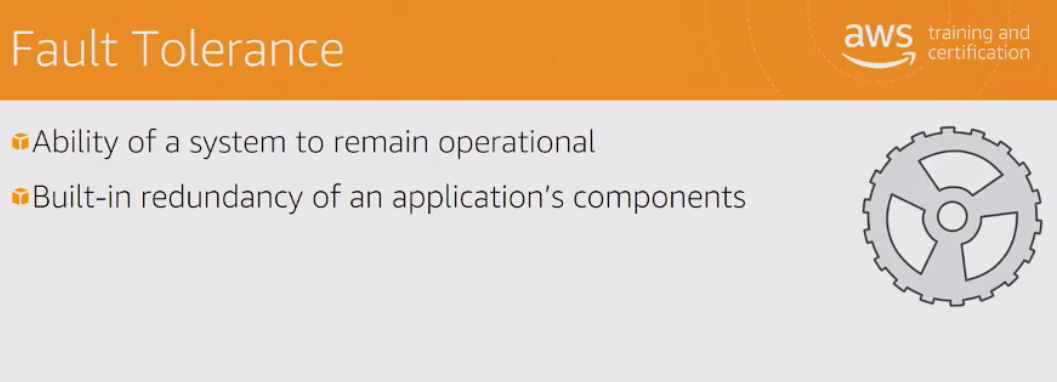 Fault Tolerance
aws training and
certification
Ability of a system to remain operational
Built-in redundancy of an application's components